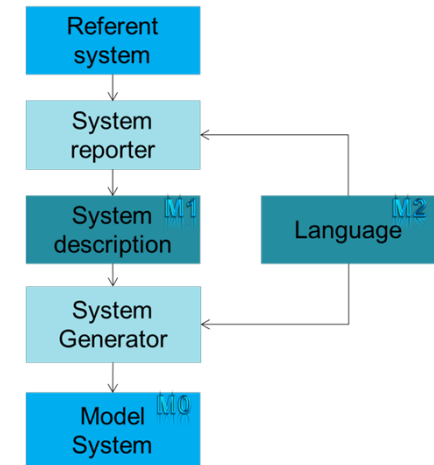 Referent
system
System
reporter
System M1
description
Language M2
System
Generator
Model M0
System